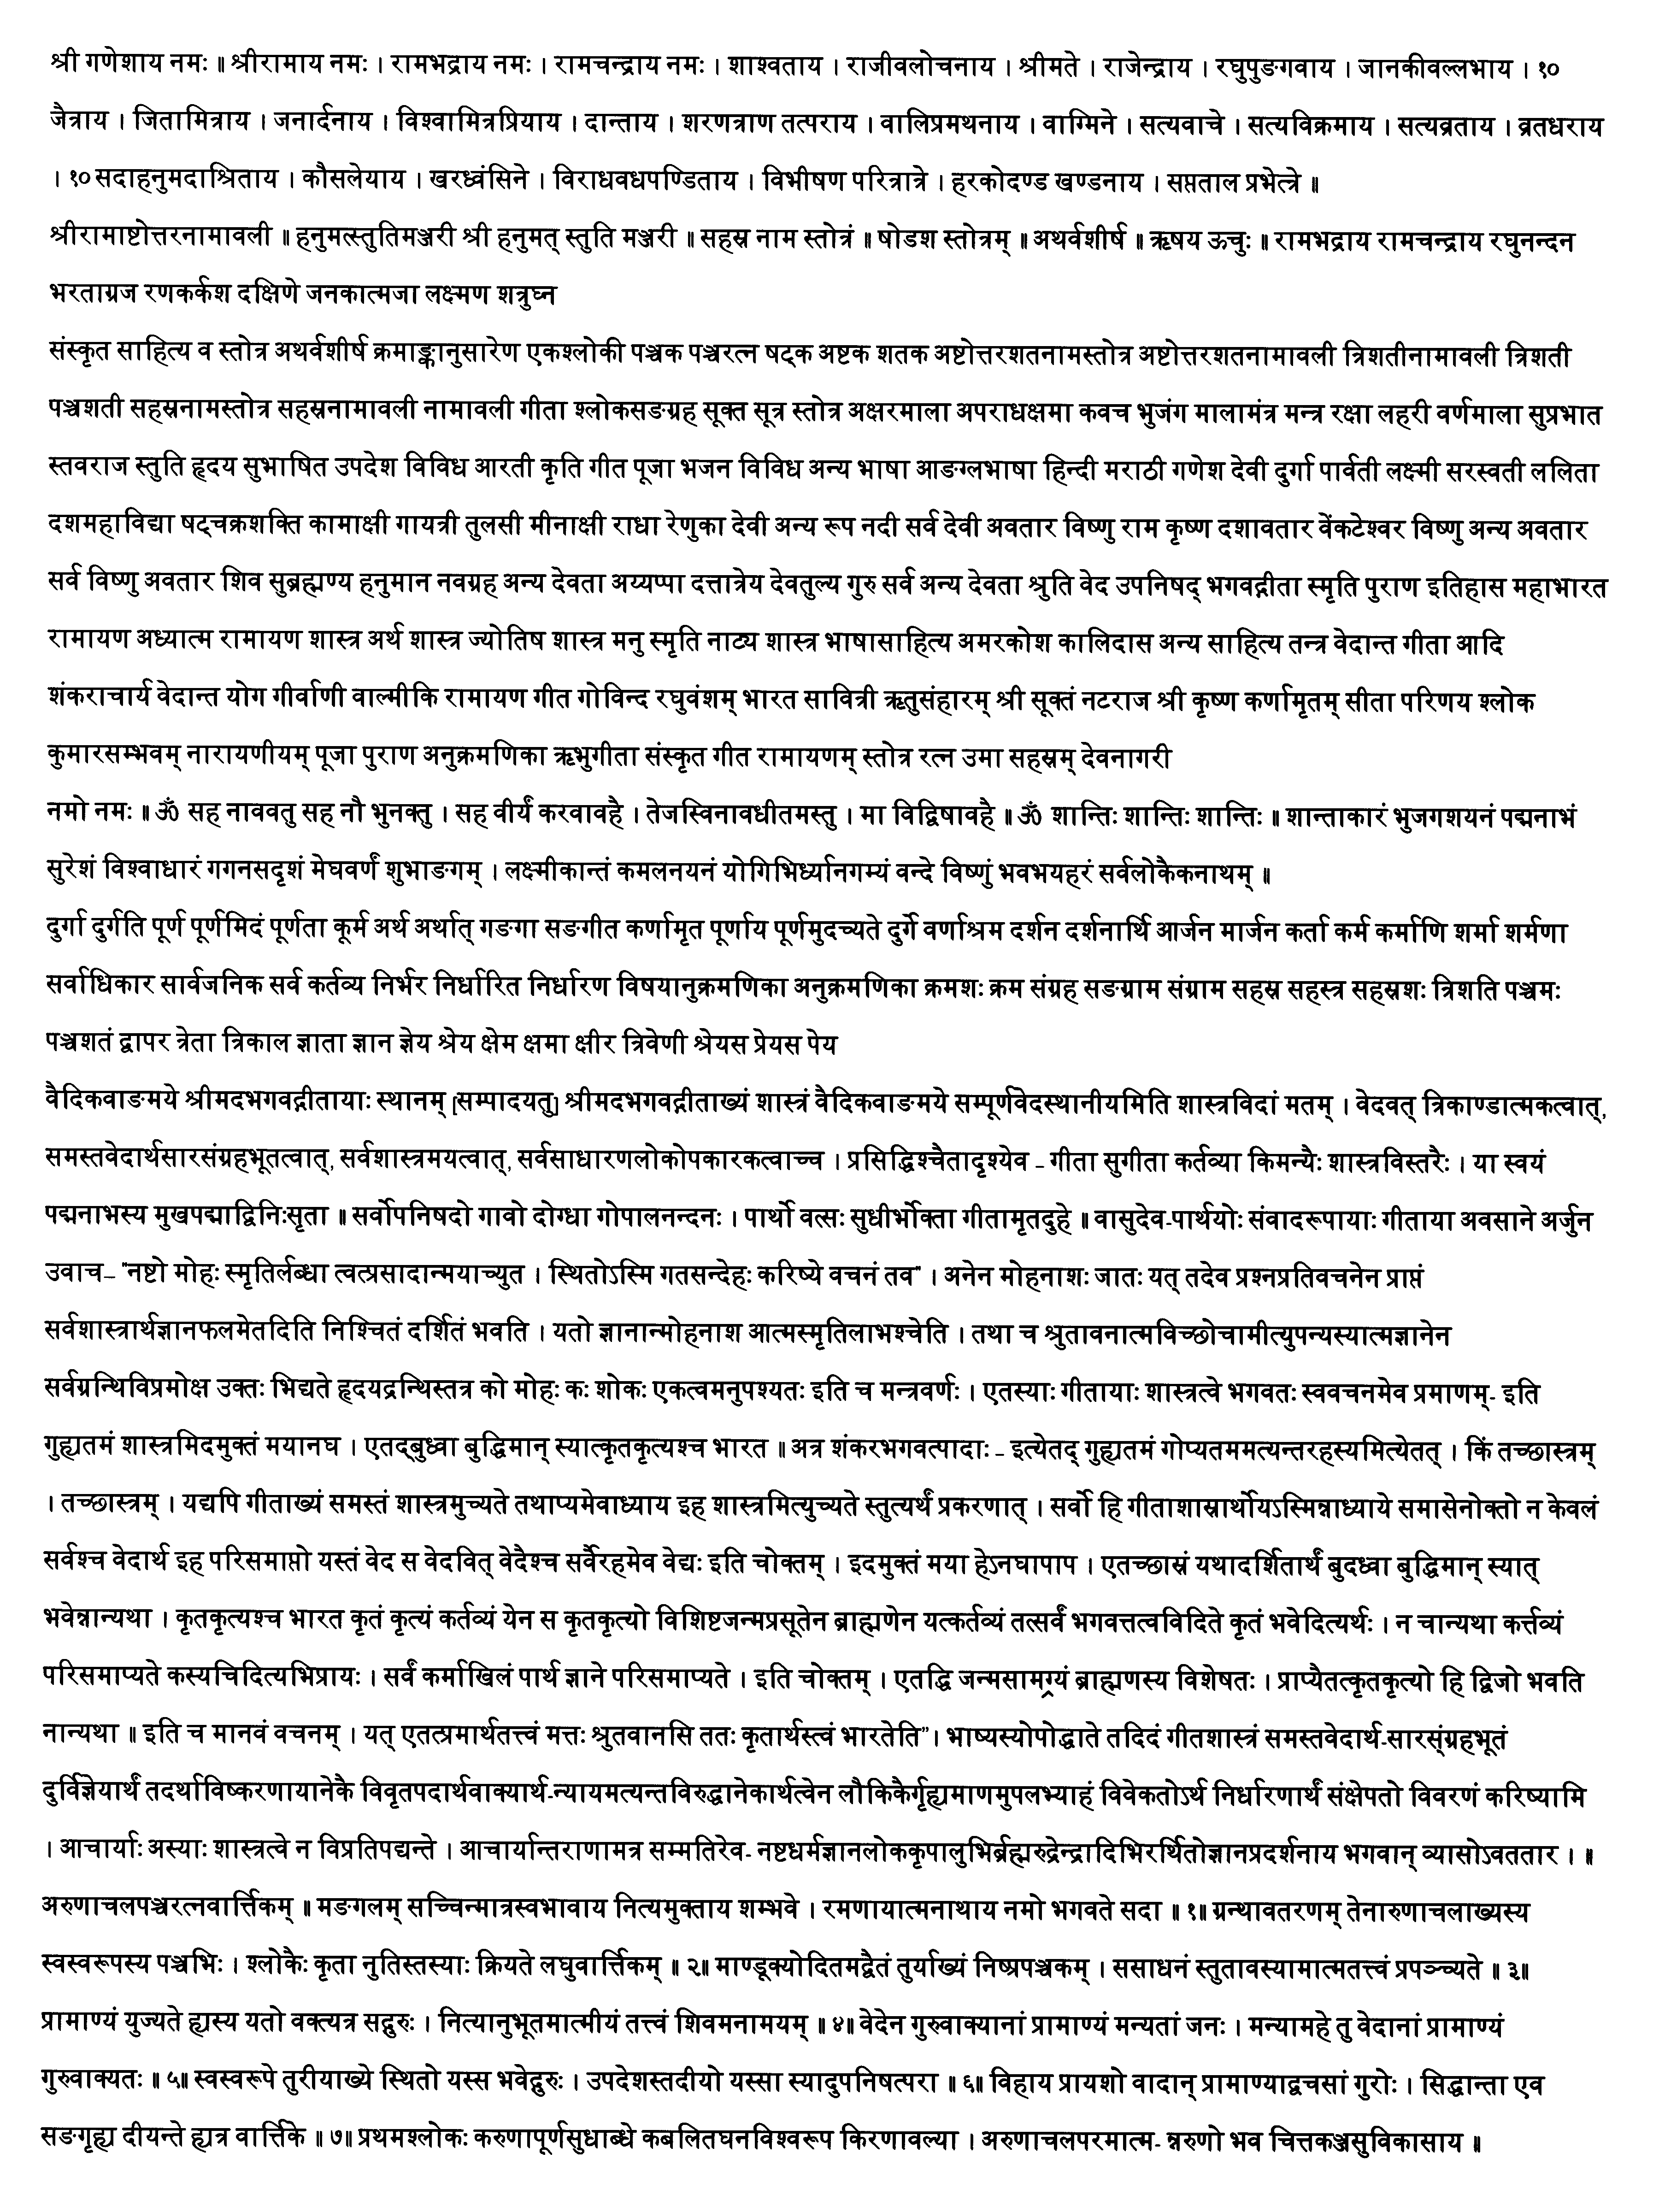 श्री गणेशाय नमः ॥ श्रीरामाय नमः । रामभद्राय नमः । रामचन्द्राय नमः । शाश्वताय । राजीवलोचनाय । श्रीमते । राजेन्द्राय । रघुपुङगवाय । जानकीवल्लभाय । १०
जैत्राय । जितामित्राय । जनार्दनाय । विश्वामित्रप्रियाय । दान्ताय । शरणत्राण तत्पराय । वालिप्रमथनाय । वाग्मिने । सत्यवाचे । सत्यविक्रमाय । सत्यव्रताय । व्रतधराय
। १० सदाहनुमदाश्रिताय । कौसलेयाय । खरध्वंसिने । विराधवधपण्डिताय । विभीषण परित्रात्रे । हरकोदण्ड खण्डनाय । सप्तताल प्रभेत्त्रे ॥
श्रीरामाष्टोत्तरनामावली ॥ हनुमत्स्तुतिमञ्जरी श्री हनुमत् स्तुति मञ्जरी ॥ सहस्र नाम स्तोत्रं ॥ षोडश स्तोत्रम् ॥ अथर्वशीर्ष ॥ ऋषय ऊचुः ॥ रामभद्राय रामचन्द्राय रघुनन्दन
भरताग्रज रणकर्कश दक्षिणे जनकात्मजा लक्ष्मण शत्रुघ्न
संस्कृत साहित्य व स्तोत्र अथर्वशीर्ष क्रमाङ्कानुसारेण एकश्लोकी पञ्चक पञ्चरत्न षट्क अष्टक शतक अष्टोत्तरशतनामस्तोत्र अष्टोत्तरशतनामावली त्रिशतीनामावली त्रिशती
पञ्चशती सहस्रनामस्तोत्र सहस्रनामावली नामावली गीता श्लोकसङग्रह सूक्त सूत्र स्तोत्र अक्षरमाला अपराधक्षमा कवच भुजंग मालामंत्र मन्त्र रक्षा लहरी वर्णमाला सुप्रभात
स्तवराज स्तुति हृदय सुभाषित उपदेश विविध आरती कृति गीत पूजा भजन विविध अन्य भाषा आङग्लभाषा हिन्दी मराठी गणेश देवी दुर्गा पार्वती लक्ष्मी सरस्वती ललिता
दशमहाविद्या षट्चक्रशक्ति कामाक्षी गायत्री तुलसी मीनाक्षी राधा रेणुका देवी अन्य रूप नदी सर्व देवी अवतार विष्णु राम कृष्ण दशावतार वेंकटेश्वर विष्णु अन्य अवतार
सर्व विष्णु अवतार शिव सुब्रह्मण्य हनुमान नवग्रह अन्य देवता अय्यप्पा दत्तात्रेय देवतुल्य गुरु सर्व अन्य देवता श्रुति वेद उपनिषद् भगवद्गीता स्मृति पुराण इतिहास महाभारत
रामायण अध्यात्म रामायण शास्त्र अर्थ शास्त्र ज्योतिष शास्त्र मनु स्मृति नाट्य शास्त्र भाषासाहित्य अमरकोश कालिदास अन्य साहित्य तन्त्र वेदान्त गीता आदि
शंकराचार्य वेदान्त योग गीर्वाणी वाल्मीकि रामायण गीत गोविन्द रघुवंशम् भारत सावित्री ऋतुसंहारम् श्री सूक्तं नटराज श्री कृष्ण कर्णामृतम् सीता परिणय श्लोक
कुमारसम्भवम् नारायणीयम् पूजा पुराण अनुक्रमणिका ऋभुगीता संस्कृत गीत रामायणम् स्तोत्र रत्न उमा सहस्रम् देवनागरी
नमो नमः ॥ ॐ सह नाववतु सह नौ भुनक्तु । सह वीर्यं करवावहै । तेजस्विनावधीतमस्तु । मा विद्विषावहै ॥ ॐ शान्तिः शान्तिः शान्तिः ॥ शान्ताकारं भुजगशयनं पद्मनाभं
सुरेशं विश्वाधारं गगनसदृशं मेघवर्णं शुभाङगम् । लक्ष्मीकान्तं कमलनयनं योगिभिर्ध्यानगम्यं वन्दे विष्णुं भवभयहरं सर्वलोकैकनाथम् ॥
दुर्गा दुर्गति पूर्ण पूर्णमिदं पूर्णता कूर्म अर्थ अर्थात् गङगा सङगीत कर्णामृत पूर्णाय पूर्णमुदच्यते दुर्गे वर्णाश्रम दर्शन दर्शनार्थि आर्जन मार्जन कर्ता कर्म कर्माणि शर्मा शर्मणा
सर्वाधिकार सार्वजनिक सर्व कर्तव्य निर्भर निर्धारित निर्धारण विषयानुक्रमणिका अनुक्रमणिका क्रमशः क्रम संग्रह सङग्राम संग्राम सहस्र सहस्त्र सहस्रशः त्रिशति पञ्चमः
पञ्चशतं द्वापर त्रेता त्रिकाल ज्ञाता ज्ञान ज्ञेय श्रेय क्षेम क्षमा क्षीर त्रिवेणी श्रेयस प्रेयस पेय
वैदिकवाङमये श्रीमदभगवद्गीतायाः स्थानम् [सम्पादयतु] श्रीमदभगवद्गीताख्यं शास्त्रं वैदिकवाङमये सम्पूर्णवेदस्थानीयमिति शास्त्रविदां मतम् । वेदवत् त्रिकाण्डात्मकत्वात्,
समस्तवेदार्थसारसंग्रहभूतत्वात्, सर्वशास्त्रमयत्वात्, सर्वसाधारणलोकोपकारकत्वाच्च । प्रसिद्धिश्चैतादृश्येव – गीता सुगीता कर्तव्या किमन्यैः शास्त्रविस्तरैः । या स्वयं
पद्मनाभस्य मुखपद्माद्विनिःसृता ॥ सर्वोपनिषदो गावो दोग्धा गोपालनन्दनः । पार्थो वत्सः सुधीर्भोक्ता गीतामृतदुहे ॥ वासुदेव-पार्थयोः संवादरूपायाः गीताया अवसाने अर्जुन
उवाच– "नष्टो मोहः स्मृतिर्लब्धा त्वत्प्रसादान्मयाच्युत । स्थितोऽस्मि गतसन्देहः करिष्ये वचनं तव" । अनेन मोहनाशः जातः यत् तदेव प्रश्नप्रतिवचनेन प्राप्तं
सर्वशास्त्रार्थज्ञानफलमेतदिति निश्चितं दर्शितं भवति । यतो ज्ञानान्मोहनाश आत्मस्मृतिलाभश्चेति । तथा च श्रुतावनात्मविच्छोचामीत्युपन्यस्यात्मज्ञानेन
सर्वग्रन्थिविप्रमोक्ष उक्तः भिद्यते हृदयद्रन्थिस्तत्र को मोहः कः शोकः एकत्वमनुपश्यतः इति च मन्त्रवर्णः । एतस्याः गीतायाः शास्त्रत्वे भगवतः स्ववचनमेव प्रमाणम्- इति
गुह्यतमं शास्त्रमिदमुक्तं मयानघ । एतद्बुध्वा बुद्धिमान् स्यात्कृतकृत्यश्च भारत ॥ अत्र शंकरभगवत्पादाः – इत्येतद् गुह्यतमं गोप्यतममत्यन्तरहस्यमित्येतत् । किं तच्छास्त्रम्
। तच्छास्त्रम् । यद्यपि गीताख्यं समस्तं शास्त्रमुच्यते तथाप्यमेवाध्याय इह शास्त्रमित्युच्यते स्तुत्यर्थं प्रकरणात् । सर्वो हि गीताशास्रार्थोयऽस्मिन्नाध्याये समासेनोक्तो न केवलं
सर्वश्च वेदार्थ इह परिसमाप्तो यस्तं वेद स वेदवित् वेदैश्च सर्वैरहमेव वेद्यः इति चोक्तम् । इदमुक्तं मया हेऽनघापाप । एतच्छास्रं यथादर्शितार्थं बुदध्वा बुद्धिमान् स्यात्
भवेन्नान्यथा । कृतकृत्यश्च भारत कृतं कृत्यं कर्तव्यं येन स कृतकृत्यो विशिष्टजन्मप्रसूतेन ब्राह्मणेन यत्कर्तव्यं तत्सर्वं भगवत्तत्वविदिते कृतं भवेदित्यर्थः । न चान्यथा कर्त्तव्यं
परिसमाप्यते कस्यचिदित्यभिप्रायः । सर्वं कर्माखिलं पार्थ ज्ञाने परिसमाप्यते । इति चोक्तम् । एतद्धि जन्मसामग्र्यं ब्राह्मणस्य विशेषतः । प्राप्यैतत्कृतकृत्यो हि द्विजो भवति
नान्यथा ॥ इति च मानवं वचनम् । यत् एतत्प्रमार्थतत्त्वं मत्तः श्रुतवानसि ततः कृतार्थस्त्वं भारतेति” । भाष्यस्योपोद्घाते तदिदं गीतशास्त्रं समस्तवेदार्थ-सारस्ंग्रहभूतं
दुर्विज्ञेयार्थं तदर्थाविष्करणायानेकै विवृतपदार्थवाक्यार्थ-न्यायमत्यन्तविरुद्धानेकार्थत्वेन लौकिकैर्गृह्यमाणमुपलभ्याहं विवेकतोऽर्थ निर्धारणार्थं संक्षेपतो विवरणं करिष्यामि
। आचार्याः अस्याः शास्त्रत्वे न विप्रतिपद्यन्ते । आचार्यान्तराणामत्र सम्मतिरेव- नष्टधर्मज्ञानलोककृपालुभिर्ब्रह्मरुद्रेन्द्रादिभिरर्थितोज्ञानप्रदर्शनाय भगवान् व्यासोऽवततार । ॥
अरुणाचलपञ्चरत्नवार्त्तिकम् ॥ मङगलम् सच्चिन्मात्रस्वभावाय नित्यमुक्ताय शम्भवे । रमणायात्मनाथाय नमो भगवते सदा ॥ १॥ ग्रन्थावतरणम् तेनारुणाचलाख्यस्य
स्वस्वरूपस्य पञ्चभिः । श्लोकैः कृता नुतिस्तस्याः क्रियते लघुवार्त्तिकम् ॥ २॥ माण्डूक्योदितमद्वैतं तुर्याख्यं निष्प्रपञ्चकम् । ससाधनं स्तुतावस्यामात्मतत्त्वं प्रपञ्च्यते ॥ ३॥
प्रामाण्यं युज्यते ह्यस्य यतो वक्त्यत्र सद्गुरुः । नित्यानुभूतमात्मीयं तत्त्वं शिवमनामयम् ॥ ४॥ वेदेन गुरुवाक्यानां प्रामाण्यं मन्यतां जनः । मन्यामहे तु वेदानां प्रामाण्यं
गुरुवाक्यतः ॥ ५॥ स्वस्वरूपे तुरीयाख्ये स्थितो यस्स भवेद्गुरुः । उपदेशस्तदीयो यस्सा स्यादुपनिषत्परा ॥ ६॥ विहाय प्रायशो वादान् प्रामाण्याद्वचसां गुरोः । सिद्धान्ता एव
सङगृह्य दीयन्ते ह्यत्र वार्त्तिके ॥ ७॥ प्रथमश्लोकः करुणापूर्णसुधाब्धे कबलितघनविश्वरूप किरणावल्या । अरुणाचलपरमात्म- न्नरुणो भव चित्तकञ्जसुविकासाय ॥